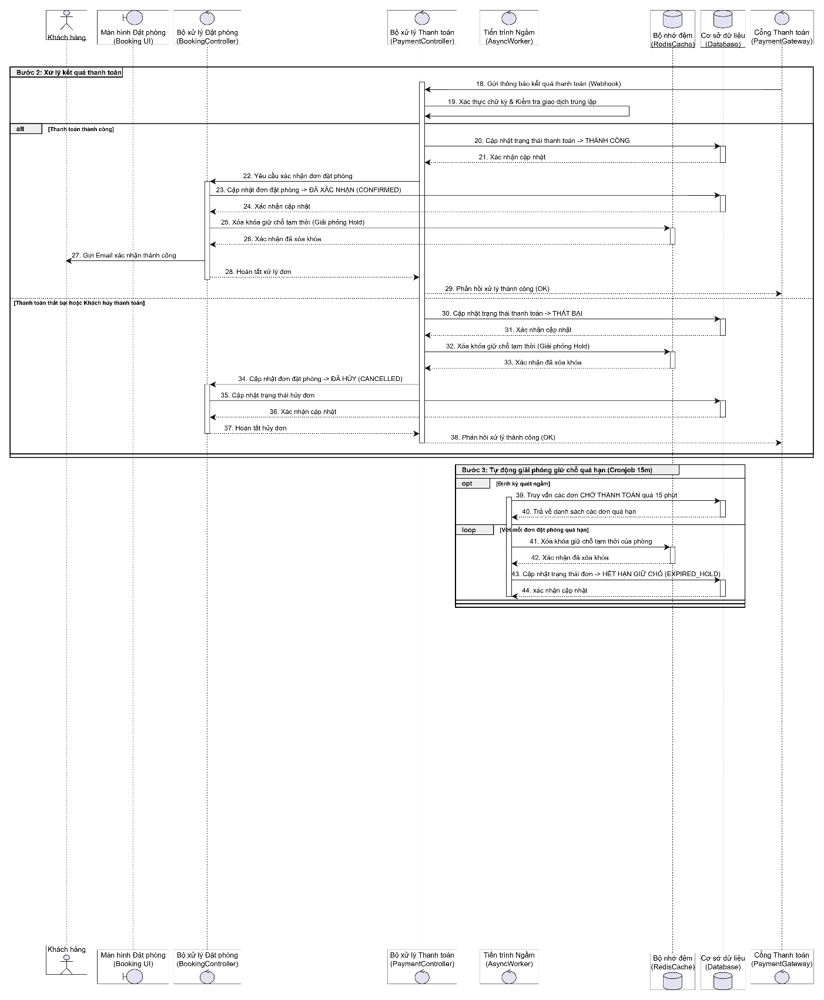 Khách hàng
Màn hình Đặt phòng
(Booking UI)
Bộ xử lý Đặt phòng
(BookingController)
Bộ xử lý Thanh toán
(PaymentController)
Tiến trình Ngầm
(AsyncWorker)
Bộ nhớ đệm
(RedisCache)
Cơ sở dữ liệu
(Database)
Cổng Thanh toán
(PaymentGateway)
Bước 2: Xử lý kết quả thanh toán
18. Gửi thông báo kết quả thanh toán (Webhook)
19. Xác thực chữ ký & Kiểm tra giao dịch trùng lặp
alt
[Thanh toán thành công]
20. Cập nhật trạng thái thanh toán -> THÀNH CÔNG
21. Xác nhận cập nhật
22. Yêu cầu xác nhận đơn đặt phòng
23. Cập nhật đơn đặt phòng -> ĐÃ XÁC NHẬN (CONFIRMED)
24. Xác nhận cập nhật
25. Xóa khóa giữ chỗ tạm thời (Giải phóng Hold)
26. Xác nhận đã xóa khóa
27. Gửi Email xác nhận thành công
28. Hoàn tất xử lý đơn
29. Phản hồi xử lý thành công (OK)
[Thanh toán thất bại hoặc Khách hủy thanh toán]
30. Cập nhật trạng thái thanh toán -> THẤT BẠI
31. Xác nhận cập nhật
32. Xóa khóa giữ chỗ tạm thời (Giải phóng Hold)
33. Xác nhận đã xóa khóa
34. Cập nhật đơn đặt phòng -> ĐÃ HỦY (CANCELLED)
35. Cập nhật trạng thái hủy đơn
36. Xác nhận cập nhật
37. Hoàn tất hủy đơn
38. Phản hồi xử lý thành công (OK)
Bước 3: Tự động giải phóng giữ chỗ quá hạn (Cronjob 15m)
opt
[Định kỳ quét ngầm]
39. Truy vấn các đơn CHỜ THANH TOÁN quá 15 phút
40. Trả về danh sách các đơn quá hạn
loop
[Với mỗi đơn đặt phòng quá hạn]
41. Xóa khóa giữ chỗ tạm thời của phòng
42. Xác nhận đã xóa khóa
43. Cập nhật trạng thái đơn -> HẾT HẠN GIỮ CHỖ (EXPIRED_HOLD)
44. xác nhận cập nhật
Khách hàng
Màn hình Đặt phòng
(Booking UI)
Bộ xử lý Đặt phòng
(BookingController)
Bộ xử lý Thanh toán
(PaymentController)
Tiến trình Ngầm
(AsyncWorker)
Bộ nhớ đệm
(RedisCache)
Cơ sở dữ liệu
(Database)
Cổng Thanh toán
(PaymentGateway)